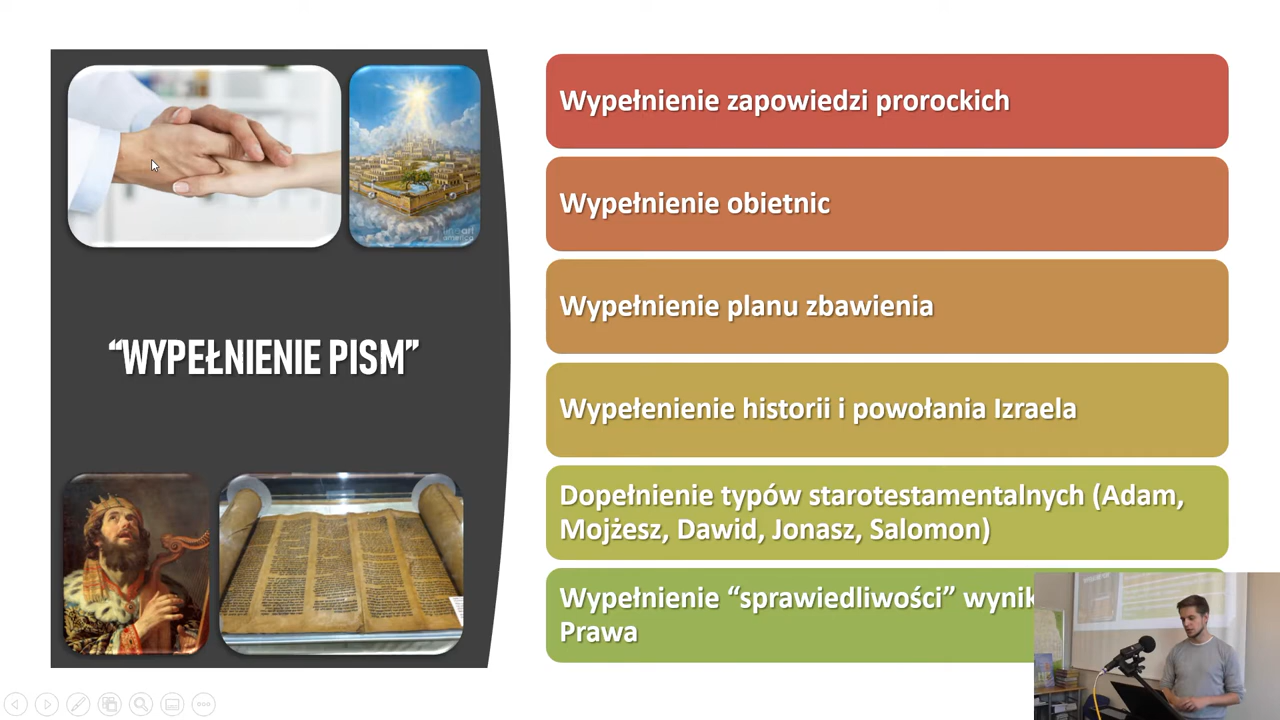 “WYPEŁNIENIE PISM”
Wypełnienie zapowiedzi prorockich
Wypełnienie obietnic
Wypełnienie planu zbawienia
Wypełenienie historii i powołania Izraela
Dopełnienie typów starotestamentalnych (Adam,
Mojżesz, Dawid, Jonasz, Salomon)
Wypełnienie “sprawiedliwości”
Prawa